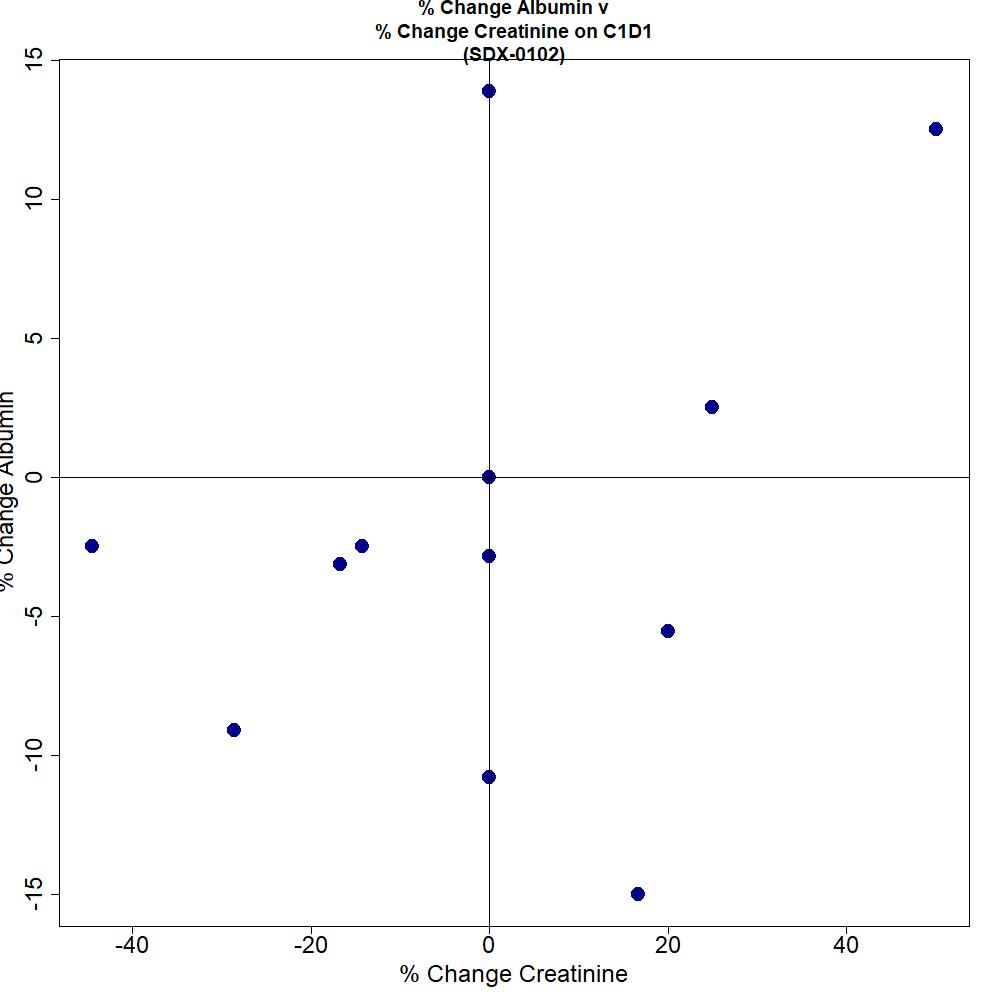 % Change Albumin v
% Change Creatinine on C1D1
(SDX-0102)
15
10
5
0
-5
-10
-15
% Change Albumin
-40
-20
0
20
40
% Change Creatinine